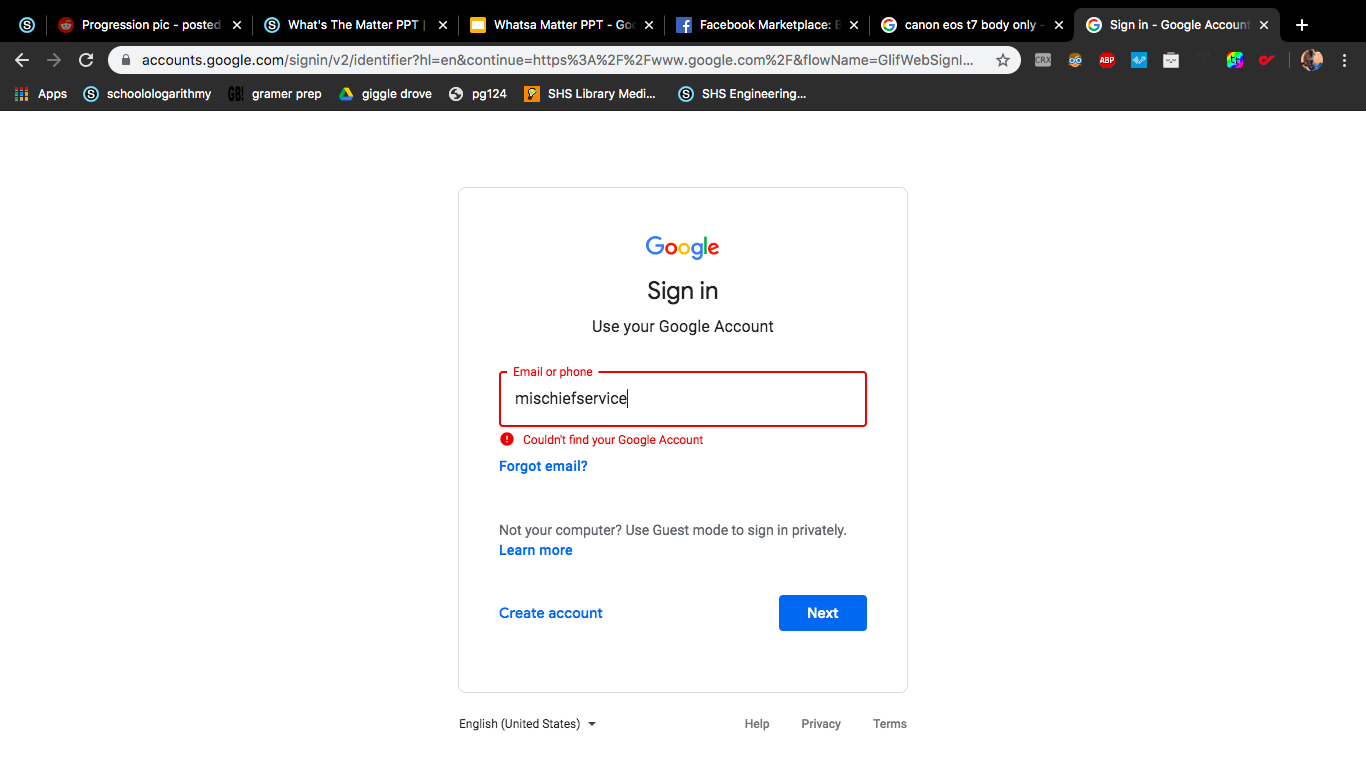 Progression pic - posted
What's The Matter PPT |
Whatsa Matter PPT - Goo
Facebook Marketplace: B
canon eos t7 body only -
Sign in - Google Account
accounts.google.com/signin/v2/identifier?hl=en&continue=https%3A%2F%2Fwww.google.com%2F&flowName=GlifWebSignI...
CRX
ABP
Apps
schoolologarithmy
GB!
gramer prep
giggle drove
pg124
SHS Library Medi...
SHS Engineering...
Google
Sign in
Use your Google Account
Email or phone
mischiefservice
Couldn't find your Google Account
Forgot email?
Not your computer? Use Guest mode to sign in privately.
Learn more
Create account
Next
English (United States)
Help
Privacy
Terms